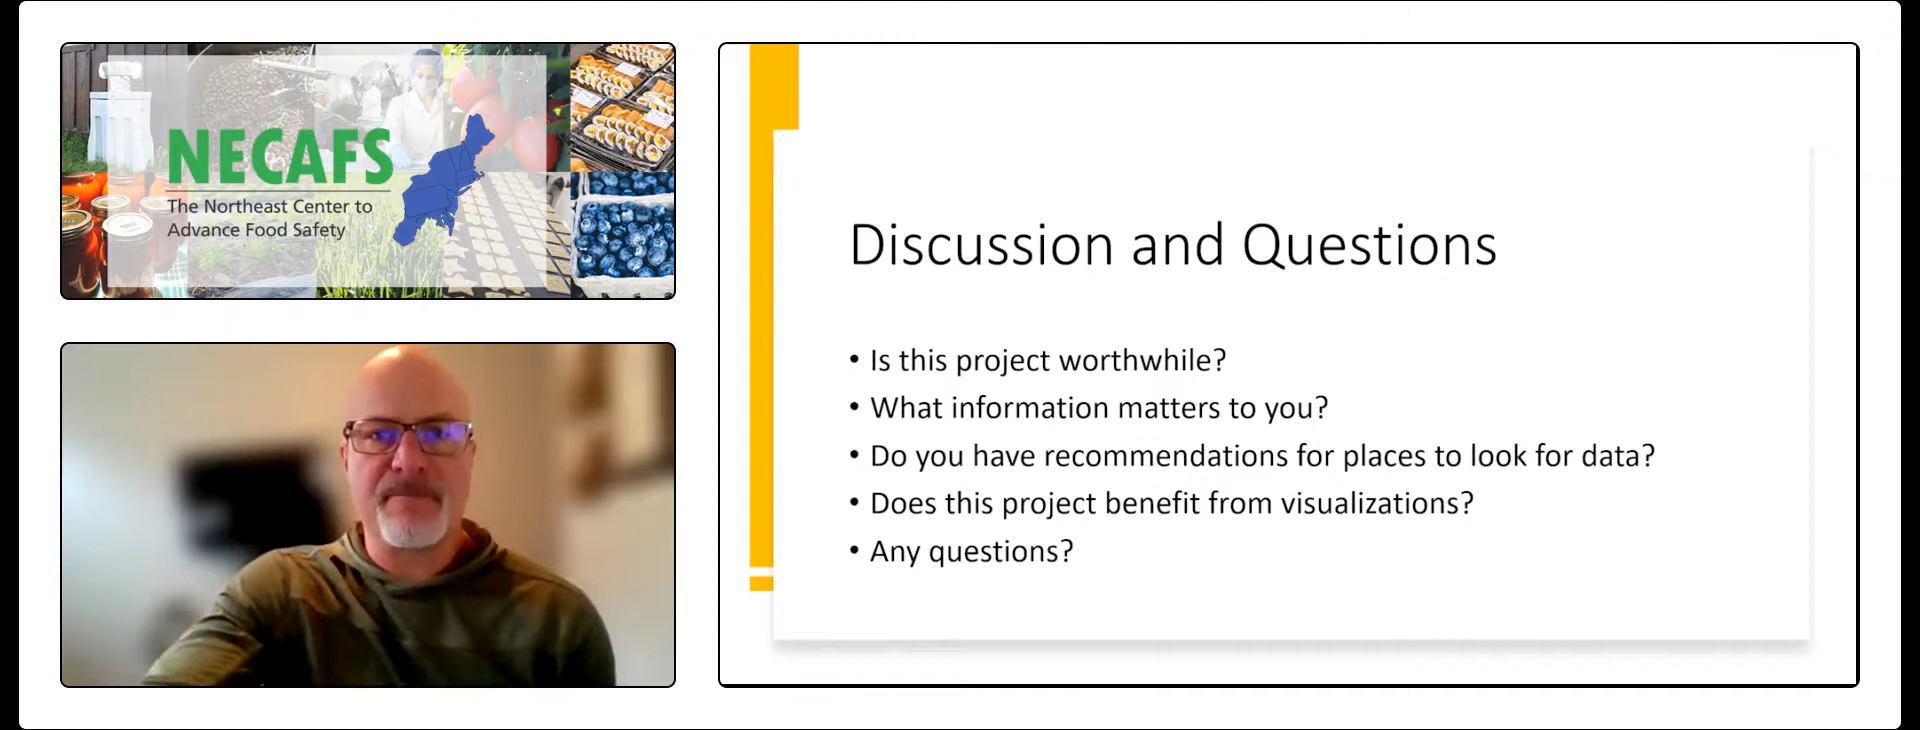 NECAFS
The Northeast Center to
Advance Food Safety
Discussion and Questions
• Is this project worthwhile?
• What information matters to you?
• Do you have recommendations for places to look for data?
• Does this project benefit from visualizations?
• Any questions?